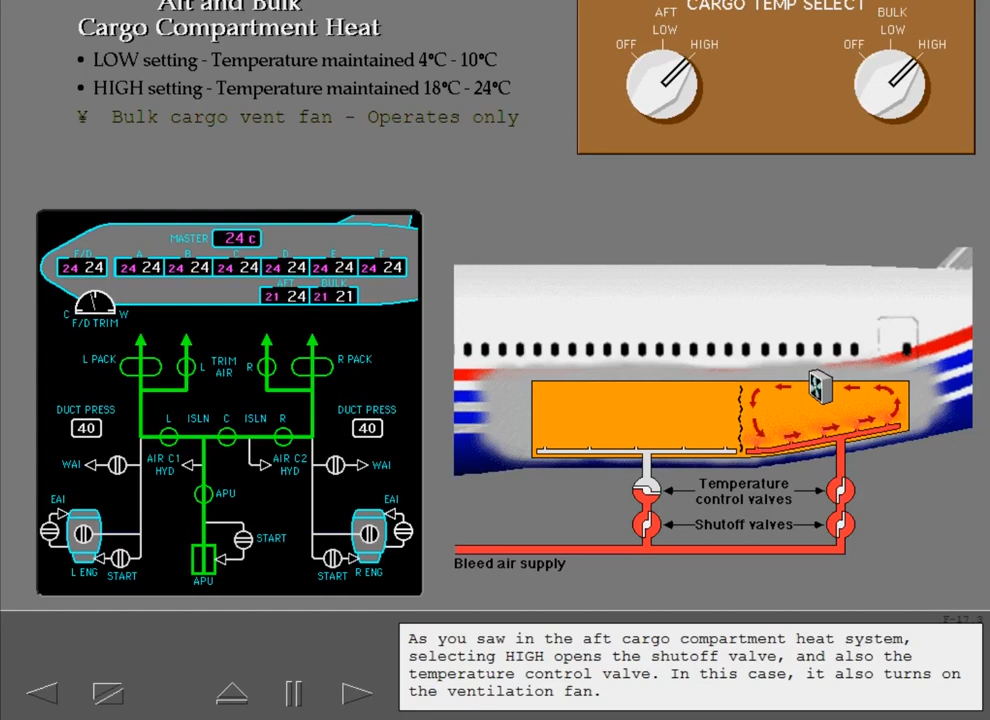 Aft and Bulk
Cargo Compartment Heat
• LOW setting - Temperature maintained 4°C - 10°C
• HIGH setting - Temperature maintained 18°C - 24°C
¥ Bulk cargo vent fan - Operates only
CARGO TEMP SELECT
AFT BULK
LOW LOW
OFF HIGH OFF HIGH
MASTER 24 c
F/D A B C D E F
24 24 24 24 24 24 24 24 24 24 24 24 24 24
AFT BULK
21 24 21 21
C W
F/D TRIM
L PACK L TRIM AIR R R PACK
DUCT PRESS DUCT PRESS
40 L ISLN C ISLN R 40
WAI AIR C1 HYD AIR C2 HYD WAI
EAI APU EAI
START
L ENG START APU START R ENG
Temperature
control valves
Shutoff valves
Bleed air supply
As you saw in the aft cargo compartment heat system,
selecting HIGH opens the shutoff valve, and also the
temperature control valve. In this case, it also turns on
the ventilation fan.